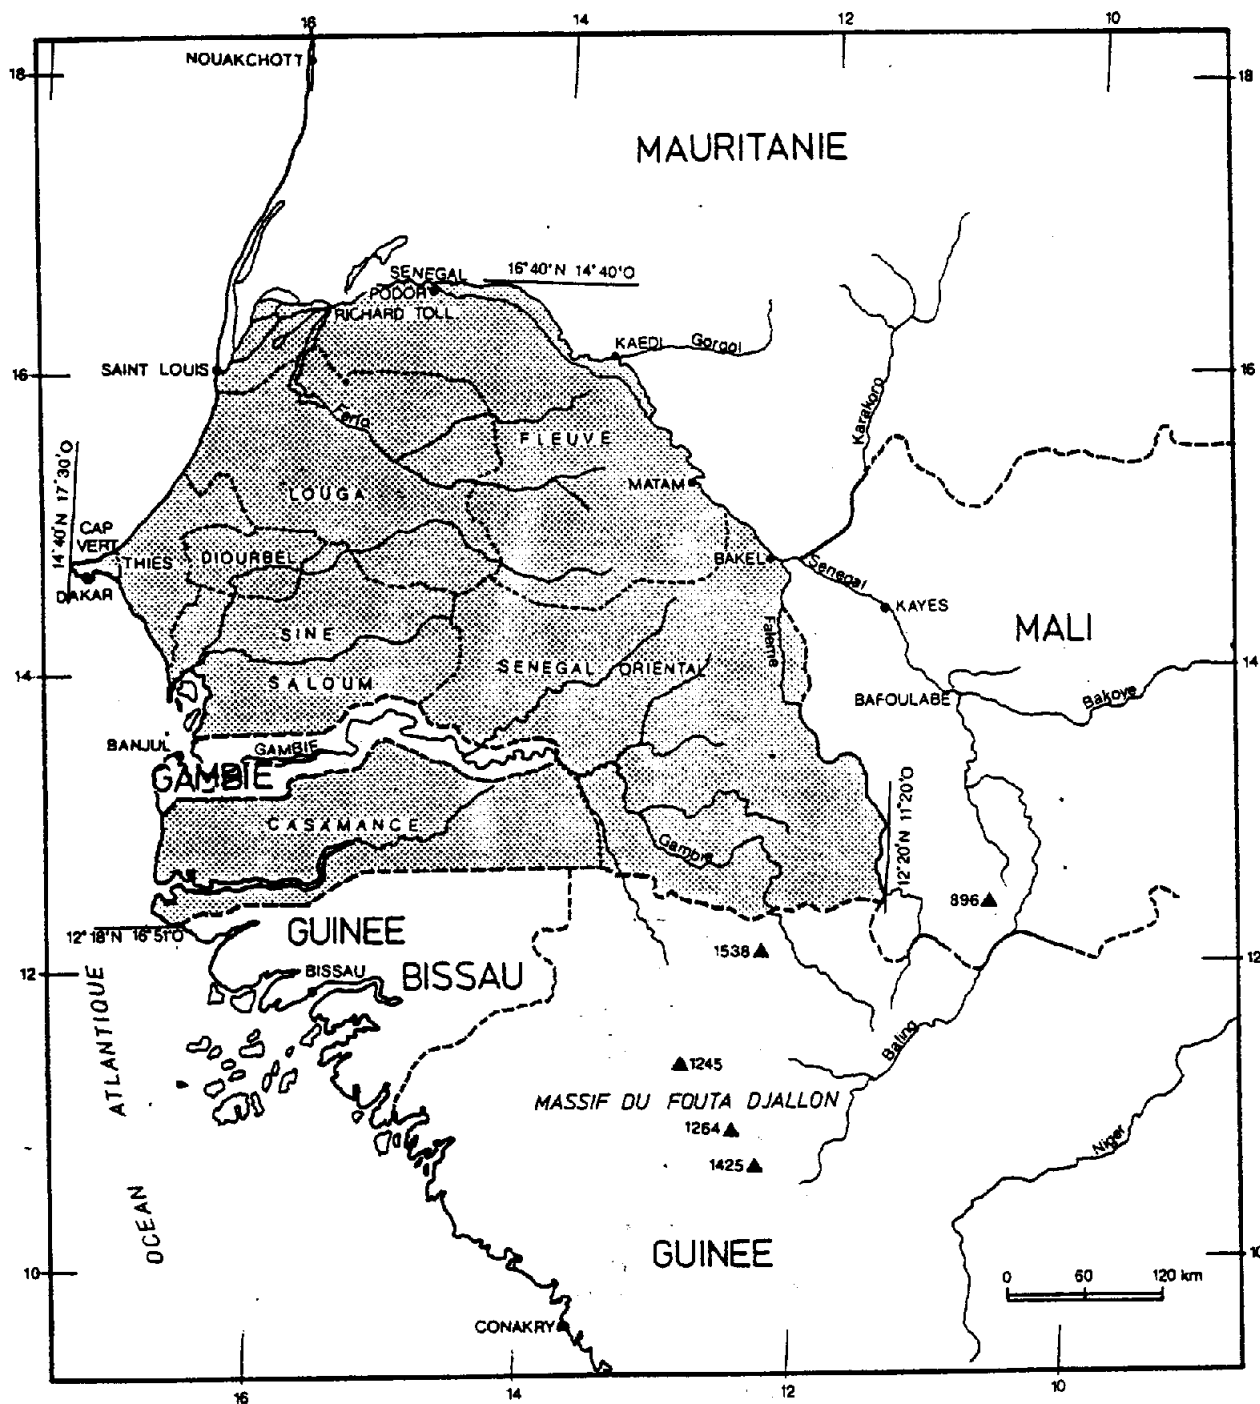 16 14 12 10
NOUAKCHOTT
18 18
MAURITANIE
SENEGAL
16°40'N 14°40'O
PODOR
RICHARD TOLL
KAEDI Gorgol
SAINT LOUIS
16 16
Karakoro
Ferlo
FLEUVE
14°40'N 17°30'O
LOUGA
MATAM
CAP
VERT
THIES
DIOURBEL
BAKEL
Senegal
DAKAR
KAYES
SINE
Faleme
MALI
SENEGAL ORIENTAL
14 14
SALOUM
BAFOULABE
Bakoye
BANJUL
GAMBIE
GAMBIE
12°20'N 11°20'O
CASAMANCE
Gambie
896
12°18'N 16°51'O
GUINEE
BISSAU
1538
12 12
BISSAU
OCEAN ATLANTIQUE
Bafing
1245
MASSIF DU FOUTA DJALLON
1264
1425
Niger
GUINEE
10 10
0 60 120 km
CONAKRY
16 14 12 10